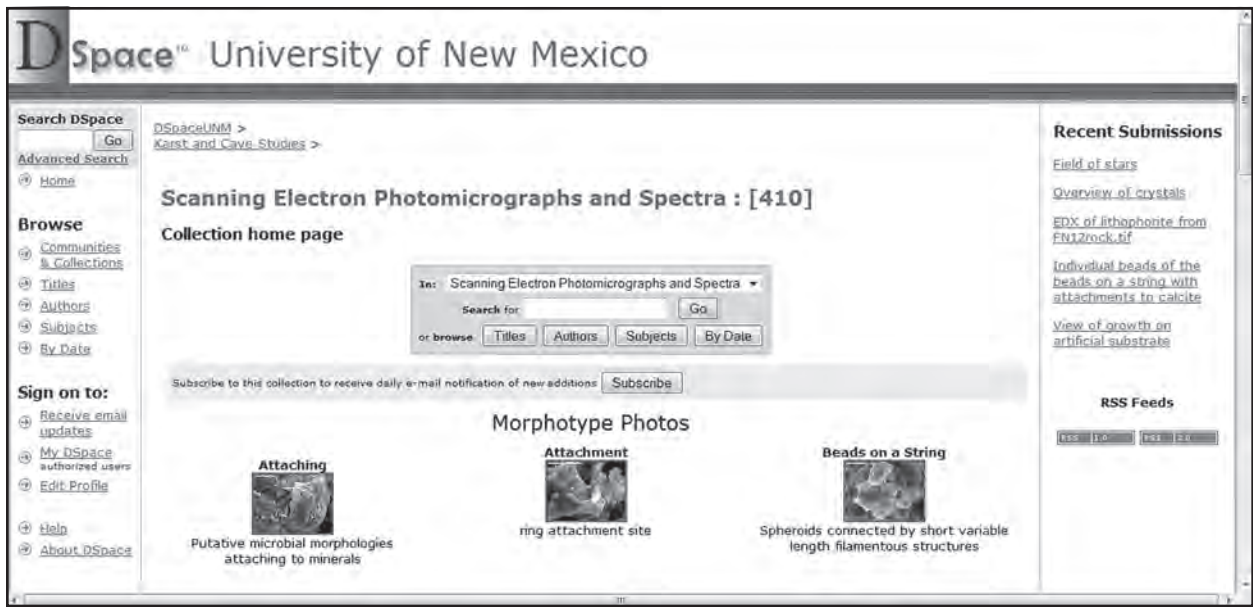 DSpace™ University of New Mexico
Search DSpace
Go
Advanced Search
Home
Browse
Communities
& Collections
Titles
Authors
Subjects
By Date
Sign on to:
Receive email
updates
My DSpace
authorized users
Edit Profile
Help
About DSpace
DSpaceUNM >
Karst and Cave Studies >
Scanning Electron Photomicrographs and Spectra : [410]
Collection home page
In: Scanning Electron Photomicrographs and Spectra
Search for Go
or browse Titles Authors Subjects By Date
Subscribe to this collection to receive daily e-mail notification of new additions Subscribe
Morphotype Photos
Attaching
Putative microbial morphologies
attaching to minerals
Attachment
ring attachment site
Beads on a String
Spheroids connected by short variable
length filamentous structures
Recent Submissions
Field of stars
Overview of crystals
EDX of lithophorite from
FN12rock.tif
Individual beads of the
beads on a string with
attachments to calcite
View of growth on
artificial substrate
RSS Feeds
RSS 1.0 RSS 2.0